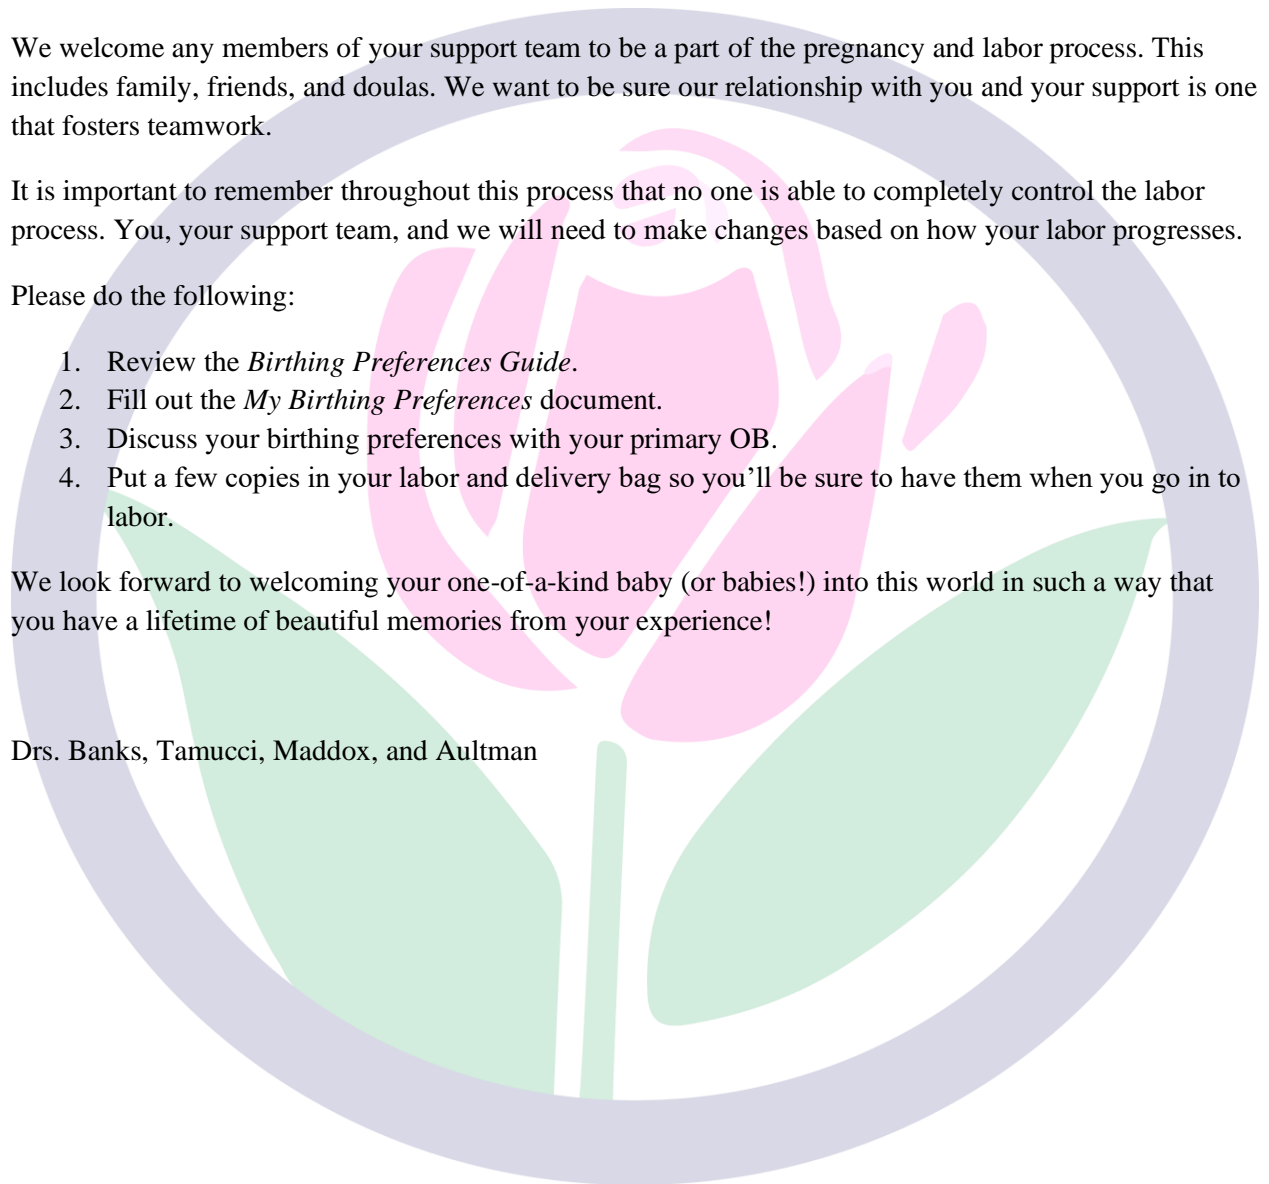 We welcome any members of your support team to be a part of the pregnancy and labor process. This
includes family, friends, and doulas. We want to be sure our relationship with you and your support is one
that fosters teamwork.
It is important to remember throughout this process that no one is able to completely control the labor
process. You, your support team, and we will need to make changes based on how your labor progresses.
Please do the following:
1. Review the Birthing Preferences Guide.
2. Fill out the My Birthing Preferences document.
3. Discuss your birthing preferences with your primary OB.
4. Put a few copies in your labor and delivery bag so you’ll be sure to have them when you go in to
labor.
We look forward to welcoming your one-of-a-kind baby (or babies!) into this world in such a way that
you have a lifetime of beautiful memories from your experience!
Drs. Banks, Tamucci, Maddox, and Aultman